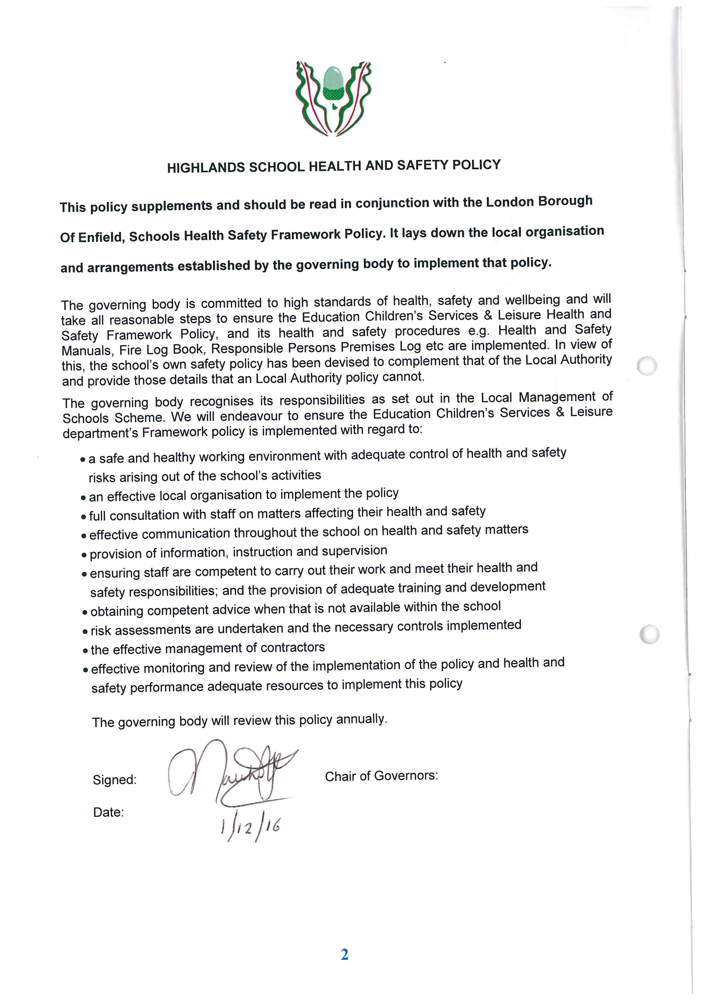 HIGHLANDS SCHOOL HEALTH AND SAFETY POLICY
This policy supplements and should be read in conjunction with the London Borough
Of Enfield, Schools Health Safety Framework Policy. It lays down the local organisation
and arrangements established by the governing body to implement that policy.
The governing body is committed to high standards of health, safety and wellbeing and will
take all reasonable steps to ensure the Education Children's Services & Leisure Health and
Safety Framework Policy, and its health and safety procedures e.g. Health and Safety
Manuals, Fire Log Book, Responsible Persons Premises Log etc are implemented. In view of
this, the school's own safety policy has been devised to complement that of the Local Authority
and provide those details that an Local Authority policy cannot.
The governing body recognises its responsibilities as set out in the Local Management of
Schools Scheme. We will endeavour to ensure the Education Children's Services & Leisure
department's Framework policy is implemented with regard to:
• a safe and healthy working environment with adequate control of health and safety
risks arising out of the school's activities
• an effective local organisation to implement the policy
• full consultation with staff on matters affecting their health and safety
• effective communication throughout the school on health and safety matters
• provision of information, instruction and supervision
• ensuring staff are competent to carry out their work and meet their health and
safety responsibilities; and the provision of adequate training and development
• obtaining competent advice when that is not available within the school
• risk assessments are undertaken and the necessary controls implemented
• the effective management of contractors
• effective monitoring and review of the implementation of the policy and health and
safety performance adequate resources to implement this policy
The governing body will review this policy annually.
Signed: Chair of Governors:
Date:
1/12/16
2